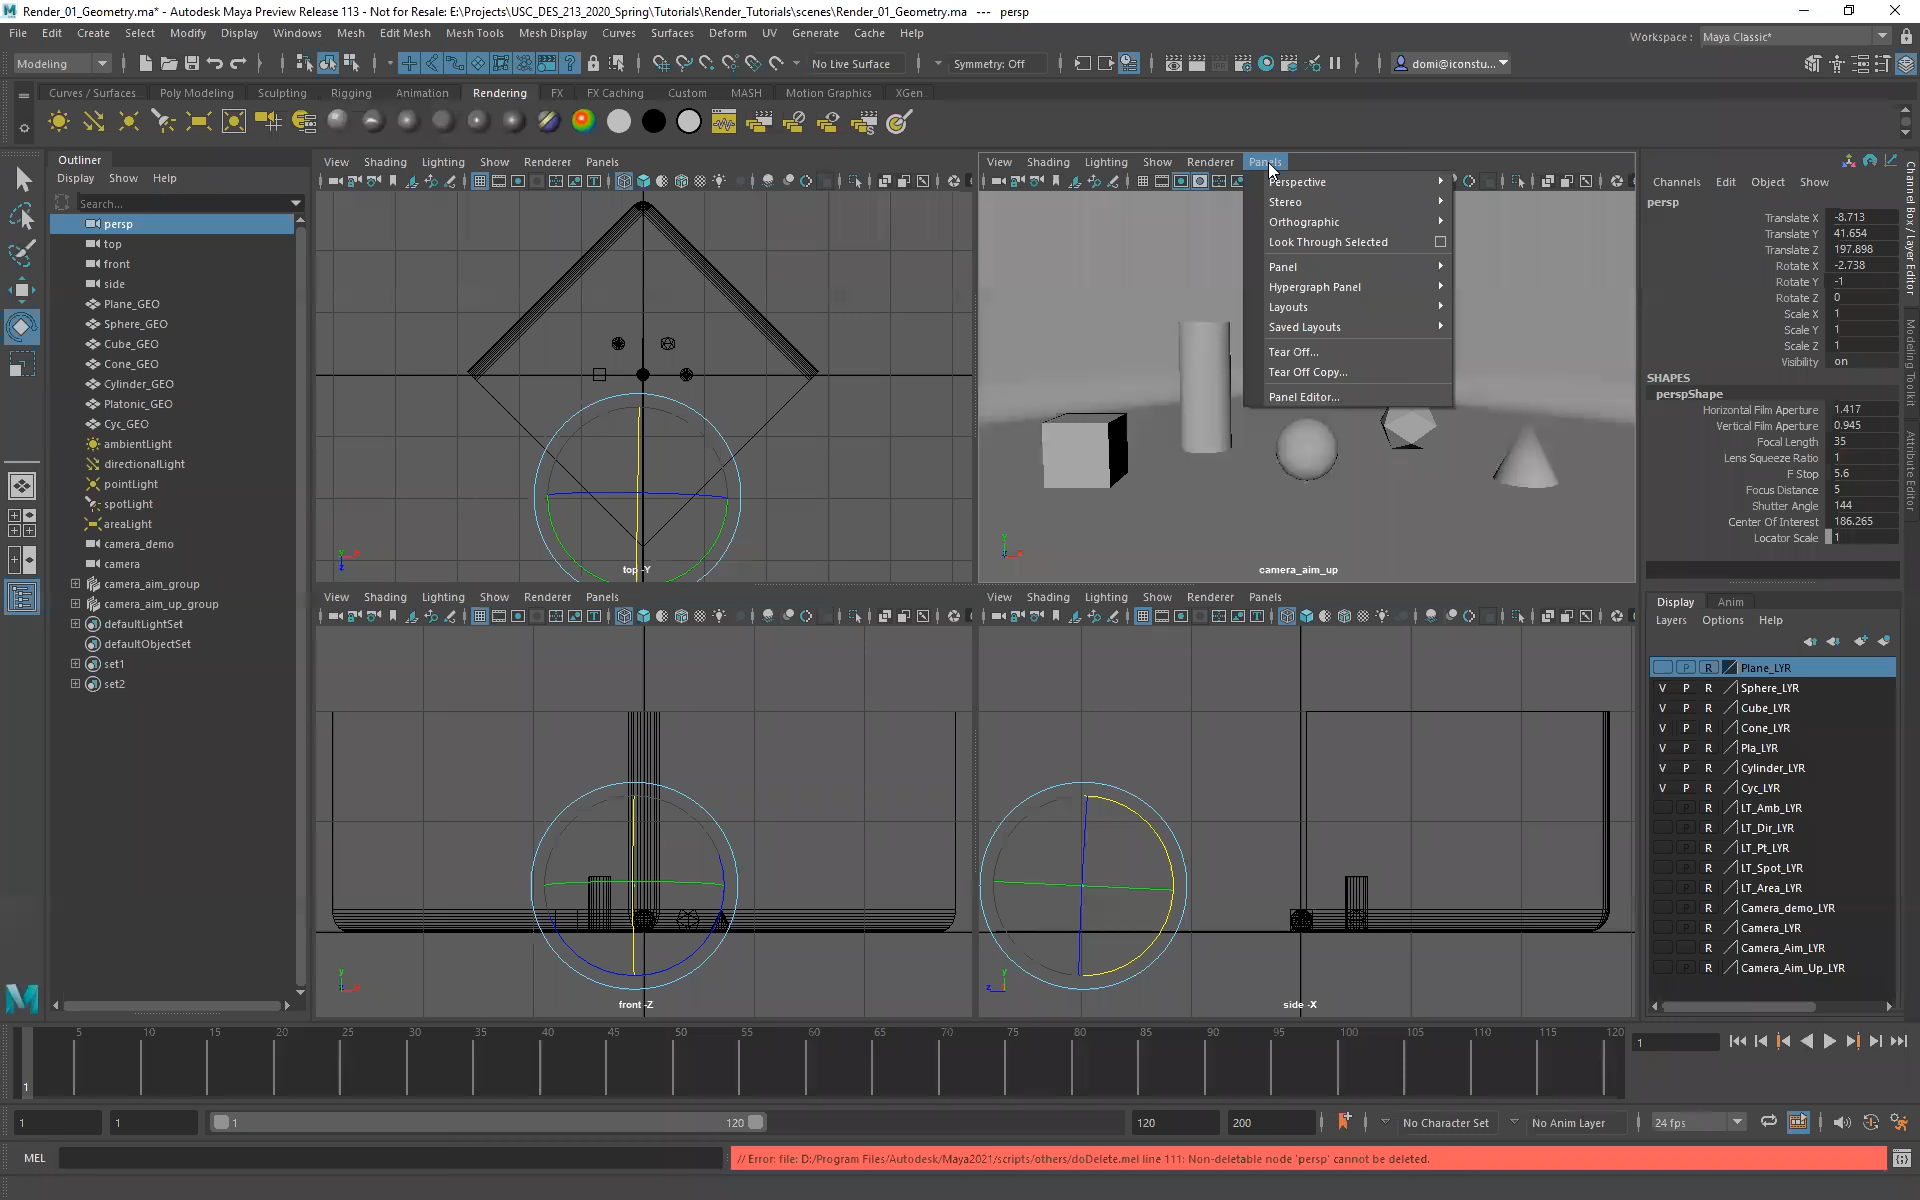 Render_01_Geometry.ma* - Autodesk Maya Preview Release 113 - Not for Resale: E:\Projects\USC_DES_213_2020_Spring\Tutorials\Render_Tutorials\scenes\Render_01_Geometry.ma --- persp
File Edit Create Select Modify Display Windows Mesh Edit Mesh Mesh Tools Mesh Display Curves Surfaces Deform UV Generate Cache Help
Workspace : Maya Classic*
Modeling No Live Surface Symmetry: Off domi@iconstu...
Curves / Surfaces Poly Modeling Sculpting Rigging Animation Rendering FX FX Caching Custom MASH Motion Graphics XGen
Outliner
Display Show Help
Search...
persp
top
front
side
Plane_GEO
Sphere_GEO
Cube_GEO
Cone_GEO
Cylinder_GEO
Platonic_GEO
Cyc_GEO
ambientLight
directionalLight
pointLight
spotLight
areaLight
camera_demo
camera
camera_aim_group
camera_aim_up_group
defaultLightSet
defaultObjectSet
set1
set2
View Shading Lighting Show Renderer Panels
top -Y
View Shading Lighting Show Renderer Panels
Perspective
Stereo
Orthographic
Look Through Selected
Panel
Hypergraph Panel
Layouts
Saved Layouts
Tear Off...
Tear Off Copy...
Panel Editor...
camera_aim_up
View Shading Lighting Show Renderer Panels
front -Z
View Shading Lighting Show Renderer Panels
side -X
Channels Edit Object Show
persp
Translate X -8.713
Translate Y 41.654
Translate Z 197.898
Rotate X -2.738
Rotate Y -1
Rotate Z 0
Scale X 1
Scale Y 1
Scale Z 1
Visibility on
SHAPES
perspShape
Horizontal Film Aperture 1.417
Vertical Film Aperture 0.945
Focal Length 35
Lens Squeeze Ratio 1
F Stop 5.6
Focus Distance 5
Shutter Angle 144
Center Of Interest 186.265
Locator Scale 1
Channel Box / Layer Editor
Modeling Toolkit
Attribute Editor
Display Anim
Layers Options Help
P R Plane_LYR
V P R Sphere_LYR
V P R Cube_LYR
V P R Cone_LYR
V P R Pla_LYR
V P R Cylinder_LYR
V P R Cyc_LYR
P R LT_Amb_LYR
P R LT_Dir_LYR
P R LT_Pt_LYR
P R LT_Spot_LYR
P R LT_Area_LYR
P R Camera_demo_LYR
P R Camera_LYR
P R Camera_Aim_LYR
P R Camera_Aim_Up_LYR
5 10 15 20 25 30 35 40 45 50 55 60 65 70 75 80 85 90 95 100 105 110 115 120
1
1
1 1 1 120 120 200 No Character Set No Anim Layer 24 fps
MEL // Error: file: D:/Program Files/Autodesk/Maya2021/scripts/others/doDelete.mel line 111: Non-deletable node 'persp' cannot be deleted.